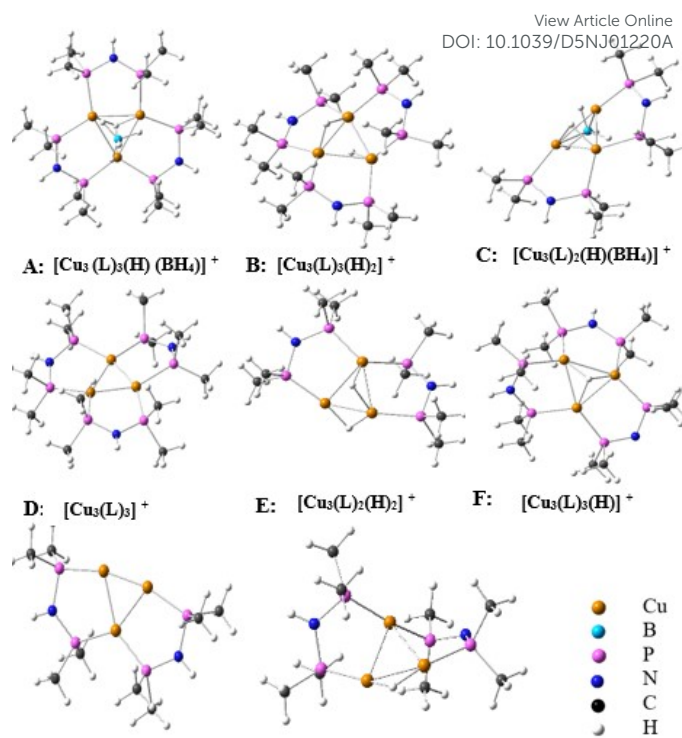 View Article Online
DOI: 10.1039/D5NJ01220A
A: [Cu₃ (L)₃(H) (BH₄)] ⁺
B: [Cu₃(L)₃(H)₂] ⁺
C: [Cu₃(L)₂(H)(BH₄)] ⁺
D: [Cu₃(L)₃] ⁺
E: [Cu₃(L)₂(H)₂] ⁺
F: [Cu₃(L)₃(H)] ⁺
Cu
B
P
N
C
H